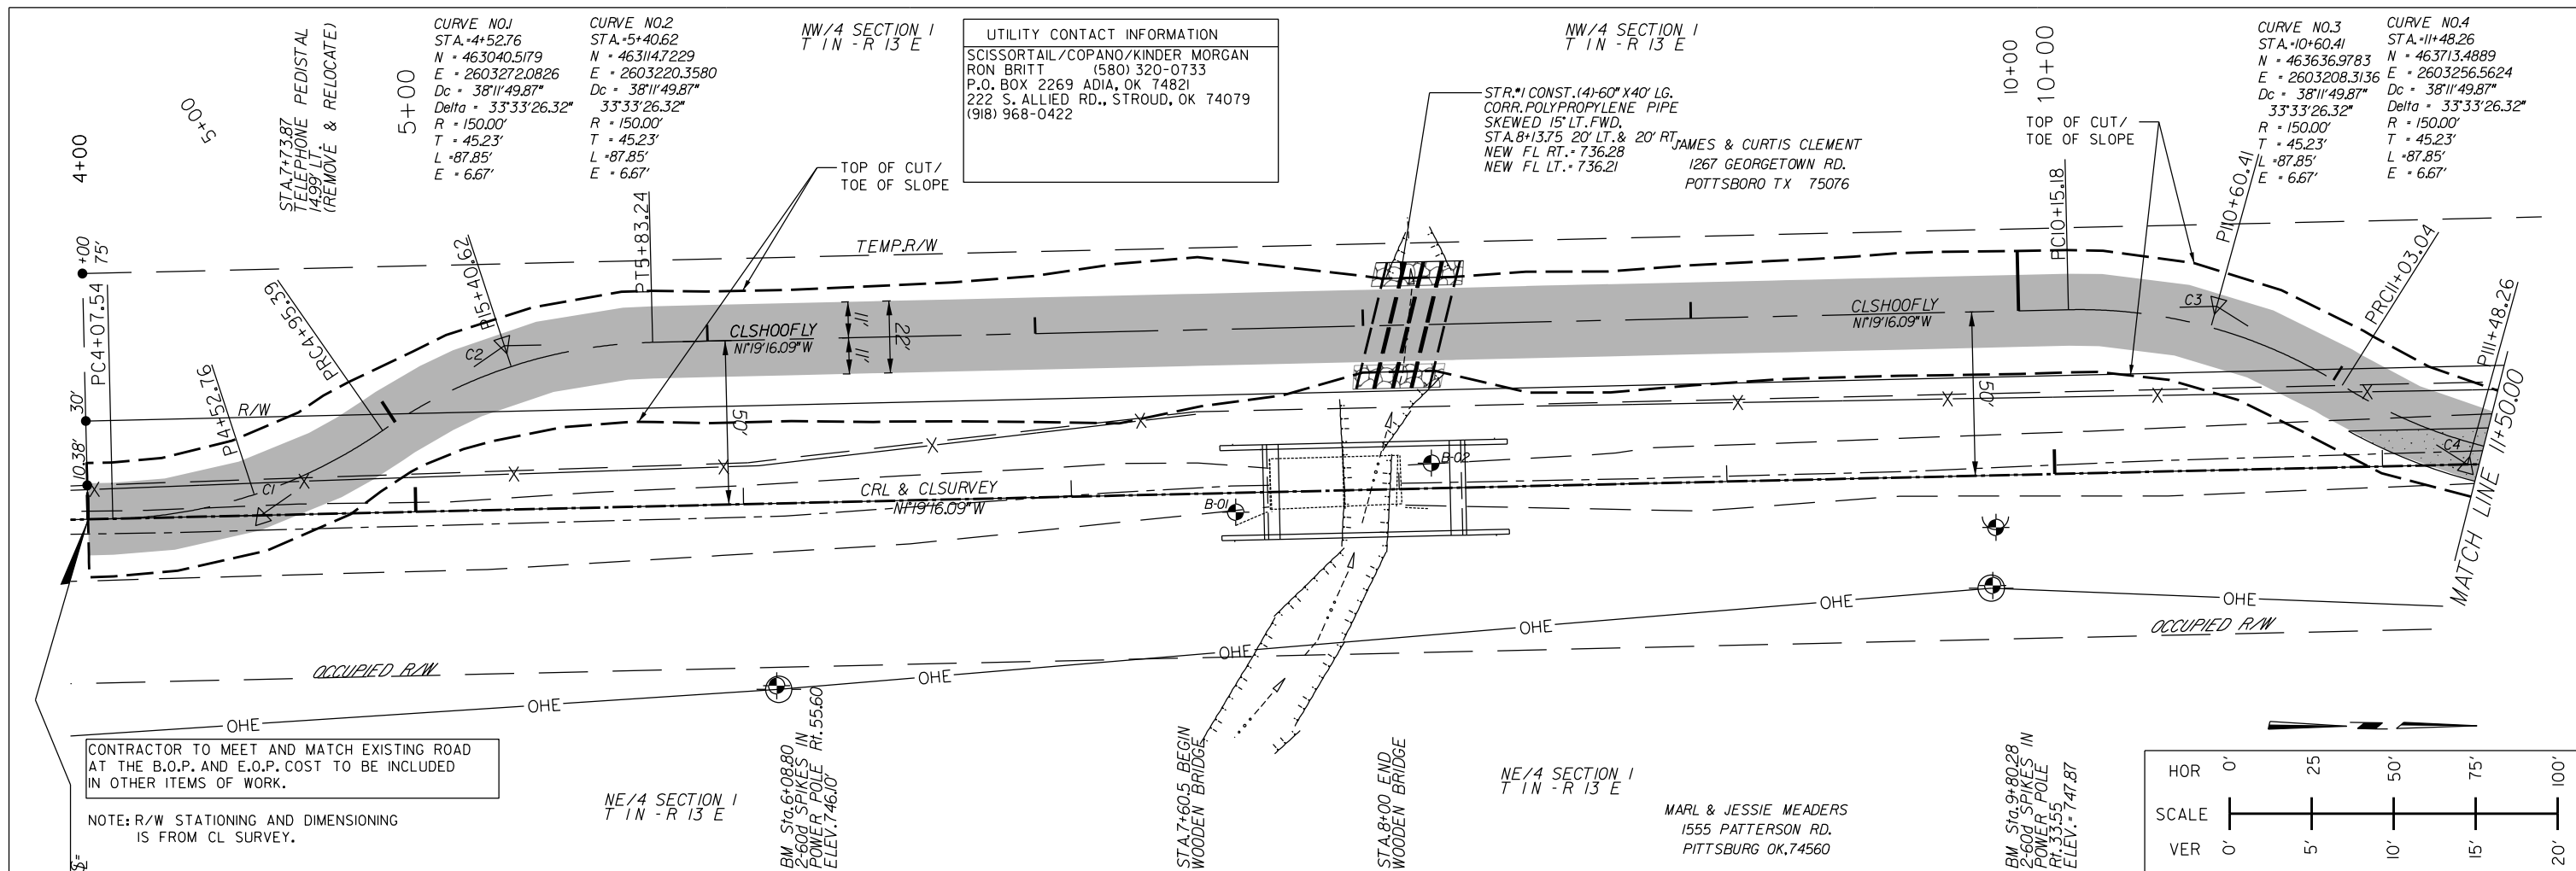 CURVE NO.1
STA.=4+52.76
N = 463040.5179
E = 2603272.0826
Dc = 38°11'49.87"
Delta = 33°33'26.32"
R = 150.00'
T = 45.23'
L =87.85'
E = 6.67'
CURVE NO.2
STA.=5+40.62
N = 463114.7229
E = 2603220.3580
Dc = 38°11'49.87"
33°33'26.32"
R = 150.00'
T = 45.23'
L =87.85'
E = 6.67'
NW/4 SECTION 1
T 1 N - R 13 E
UTILITY CONTACT INFORMATION
SCISSORTAIL/COPANO/KINDER MORGAN
RON BRITT (580) 320-0733
P.O. BOX 2269 ADIA, OK 74821
222 S. ALLIED RD., STROUD, OK 74079
(918) 968-0422
NW/4 SECTION 1
T 1 N - R 13 E
STR.#1 CONST.(4)-60" X40' LG.
CORR.POLYPROPYLENE PIPE
SKEWED 15° LT.FWD.
STA.8+13.75 20' LT.& 20' RT.
NEW FL RT.= 736.28
NEW FL LT.= 736.21
JAMES & CURTIS CLEMENT
1267 GEORGETOWN RD.
POTTSBORO TX 75076
CURVE NO.3
STA.=10+60.41
N = 463636.9783
E = 2603208.3136
Dc = 38°11'49.87"
33°33'26.32"
R = 150.00'
T = 45.23'
L =87.85'
E = 6.67'
CURVE NO.4
STA.=11+48.26
N = 463713.4889
E = 2603256.5624
Dc = 38°11'49.87"
Delta = 33°33'26.32"
R = 150.00'
T = 45.23'
L =87.85'
E = 6.67'
4+00
5+00
STA.7+73.87
TELEPHONE PEDISTAL
14.99' LT.
(REMOVE & RELOCATE)
5+00
10+00
10+00
TOP OF CUT/
TOE OF SLOPE
TOP OF CUT/
TOE OF SLOPE
+00
75'
30'
10.38'
PC4+07.54
PI4+52.76
PRC4+95.39
PI5+40.62
PT5+83.24
PC10+15.18
PI10+60.41
PRC11+03.04
PI11+48.26
MATCH LINE 11+50.00
TEMP.R/W
R/W
C1
C2
C3
C4
CLSHOOFLY
N1°19'16.09"W
11'
11'
22'
50'
CLSHOOFLY
N1°19'16.09"W
50'
X
X
X
X
X
X
X
X
X
CRL & CLSURVEY
N1°19'16.09"W
B-01
B-02
OCCUPIED R/W
OCCUPIED R/W
OHE
OHE
OHE
OHE
OHE
OHE
OHE
CONTRACTOR TO MEET AND MATCH EXISTING ROAD
AT THE B.O.P. AND E.O.P. COST TO BE INCLUDED
IN OTHER ITEMS OF WORK.
NOTE: R/W STATIONING AND DIMENSIONING
IS FROM CL SURVEY.
NE/4 SECTION 1
T 1 N - R 13 E
BM Sta.6+08.80
2-60d SPIKES IN
POWER POLE Rt.55.60
ELEV.746.10'
STA.7+60.5 BEGIN
WOODEN BRIDGE
STA.8+00 END
WOODEN BRIDGE
NE/4 SECTION 1
T 1 N - R 13 E
MARL & JESSIE MEADERS
1555 PATTERSON RD.
PITTSBURG OK,74560
BM Sta.9+80.28
2-60d SPIKES IN
POWER POLE
Rt.33.55
ELEV.= 747.87
HOR 0' 25 50' 75' 100'
SCALE
VER 0' 5' 10' 15' 20'